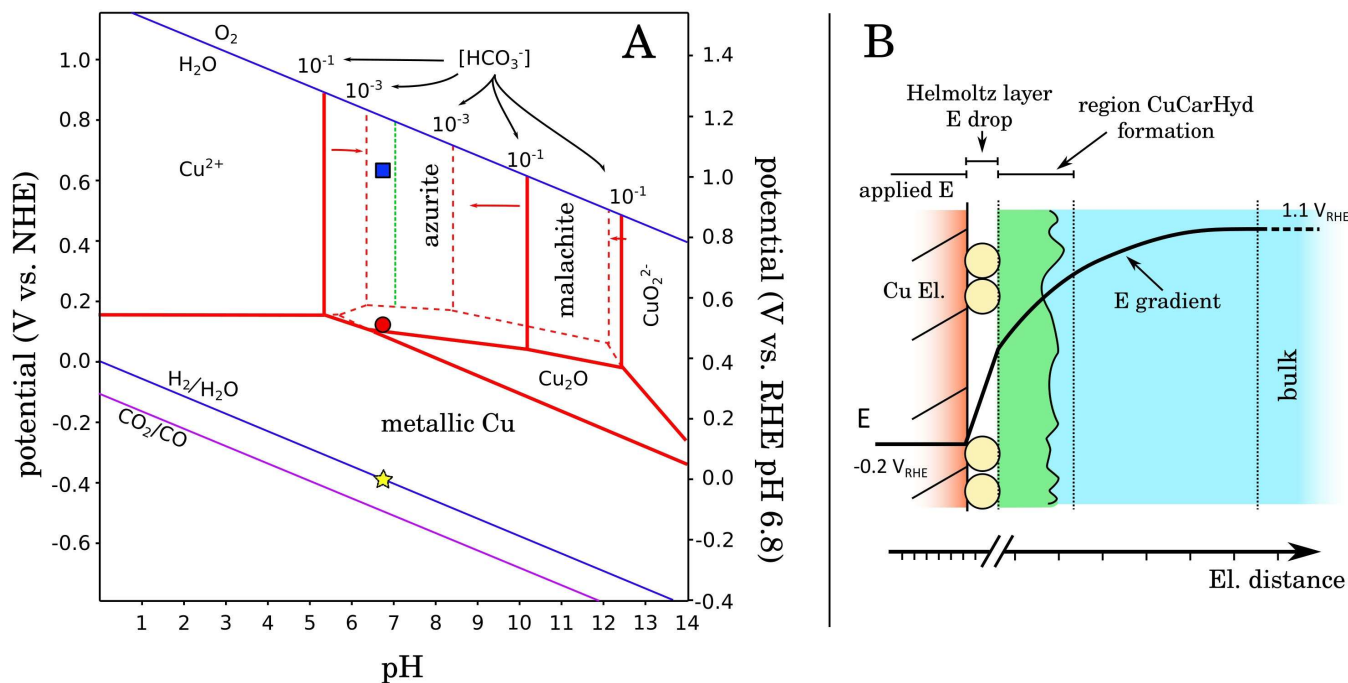 A
O₂
H₂O
[HCO₃⁻]
10⁻¹
10⁻³
10⁻³
10⁻¹
10⁻¹
Cu²⁺
azurite
malachite
CuO₂²⁻
Cu₂O
metallic Cu
H₂/H₂O
CO₂/CO
potential (V vs. NHE)
1.0
0.8
0.6
0.4
0.2
0.0
-0.2
-0.4
-0.6
1 2 3 4 5 6 7 8 9 10 11 12 13 14
pH
1.4
1.2
1.0
0.8
0.6
0.4
0.2
0.0
-0.2
-0.4
potential (V vs. RHE pH 6.8)
B
Helmoltz layer
E drop
region CuCarHyd
formation
applied E
1.1 V_RHE
Cu El.
E gradient
bulk
E
-0.2 V_RHE
El. distance